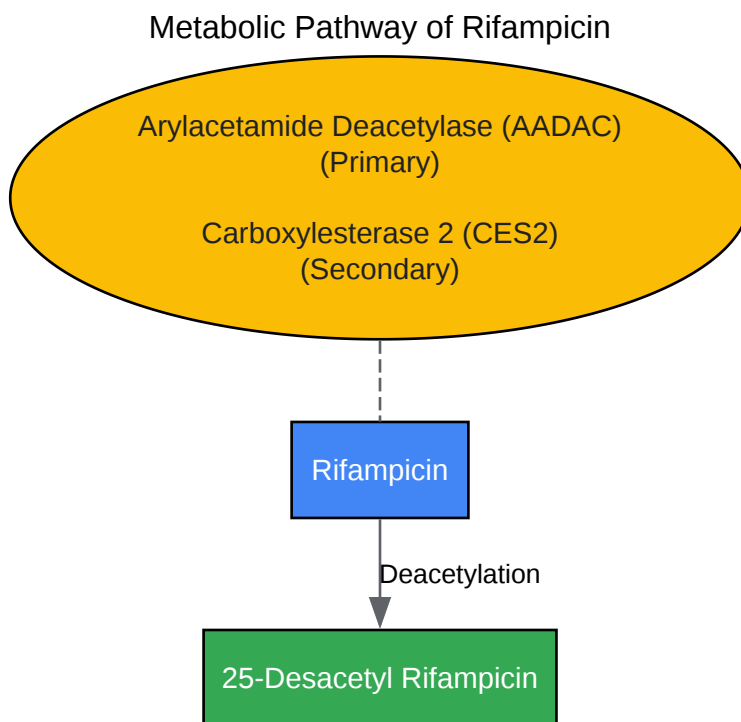 Metabolic Pathway of Rifampicin
Arylacetamide Deacetylase (AADAC)
(Primary)
Carboxylesterase 2 (CES2)
(Secondary)
Rifampicin
Deacetylation
25-Desacetyl Rifampicin